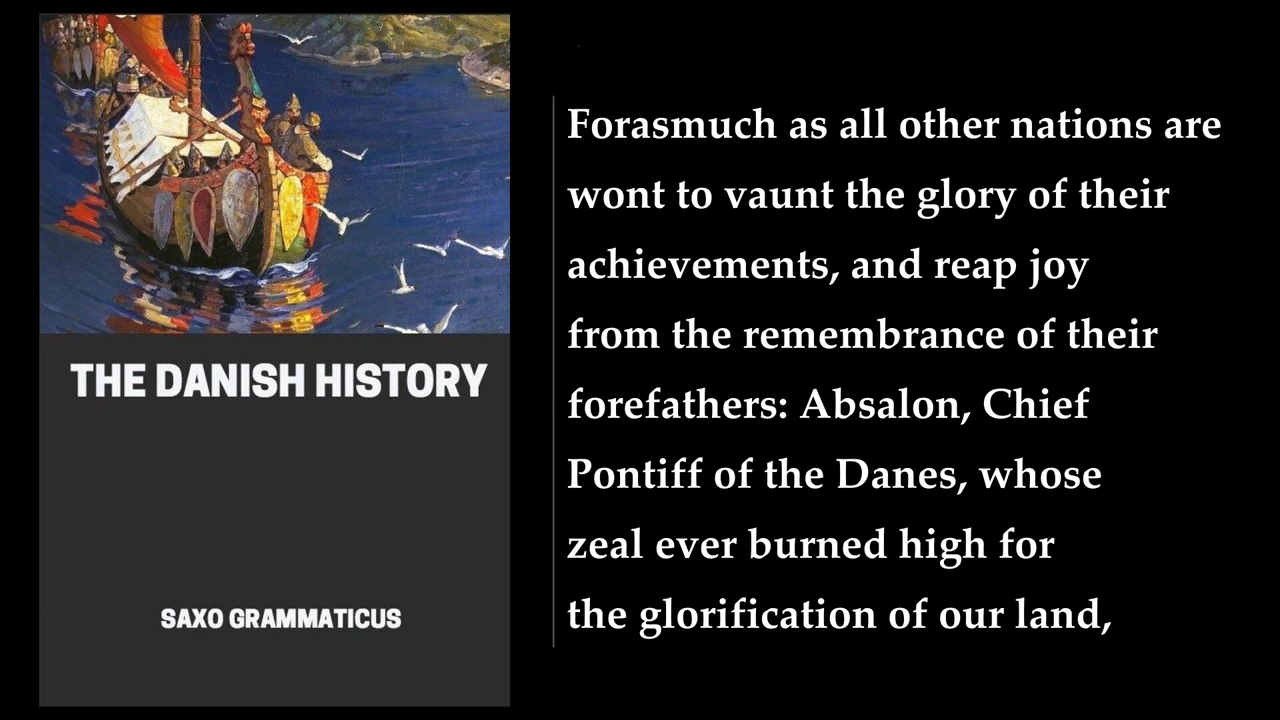 THE DANISH HISTORY
SAXO GRAMMATICUS
Forasmuch as all other nations are
wont to vaunt the glory of their
achievements, and reap joy
from the remembrance of their
forefathers: Absalon, Chief
Pontiff of the Danes, whose
zeal ever burned high for
the glorification of our land,